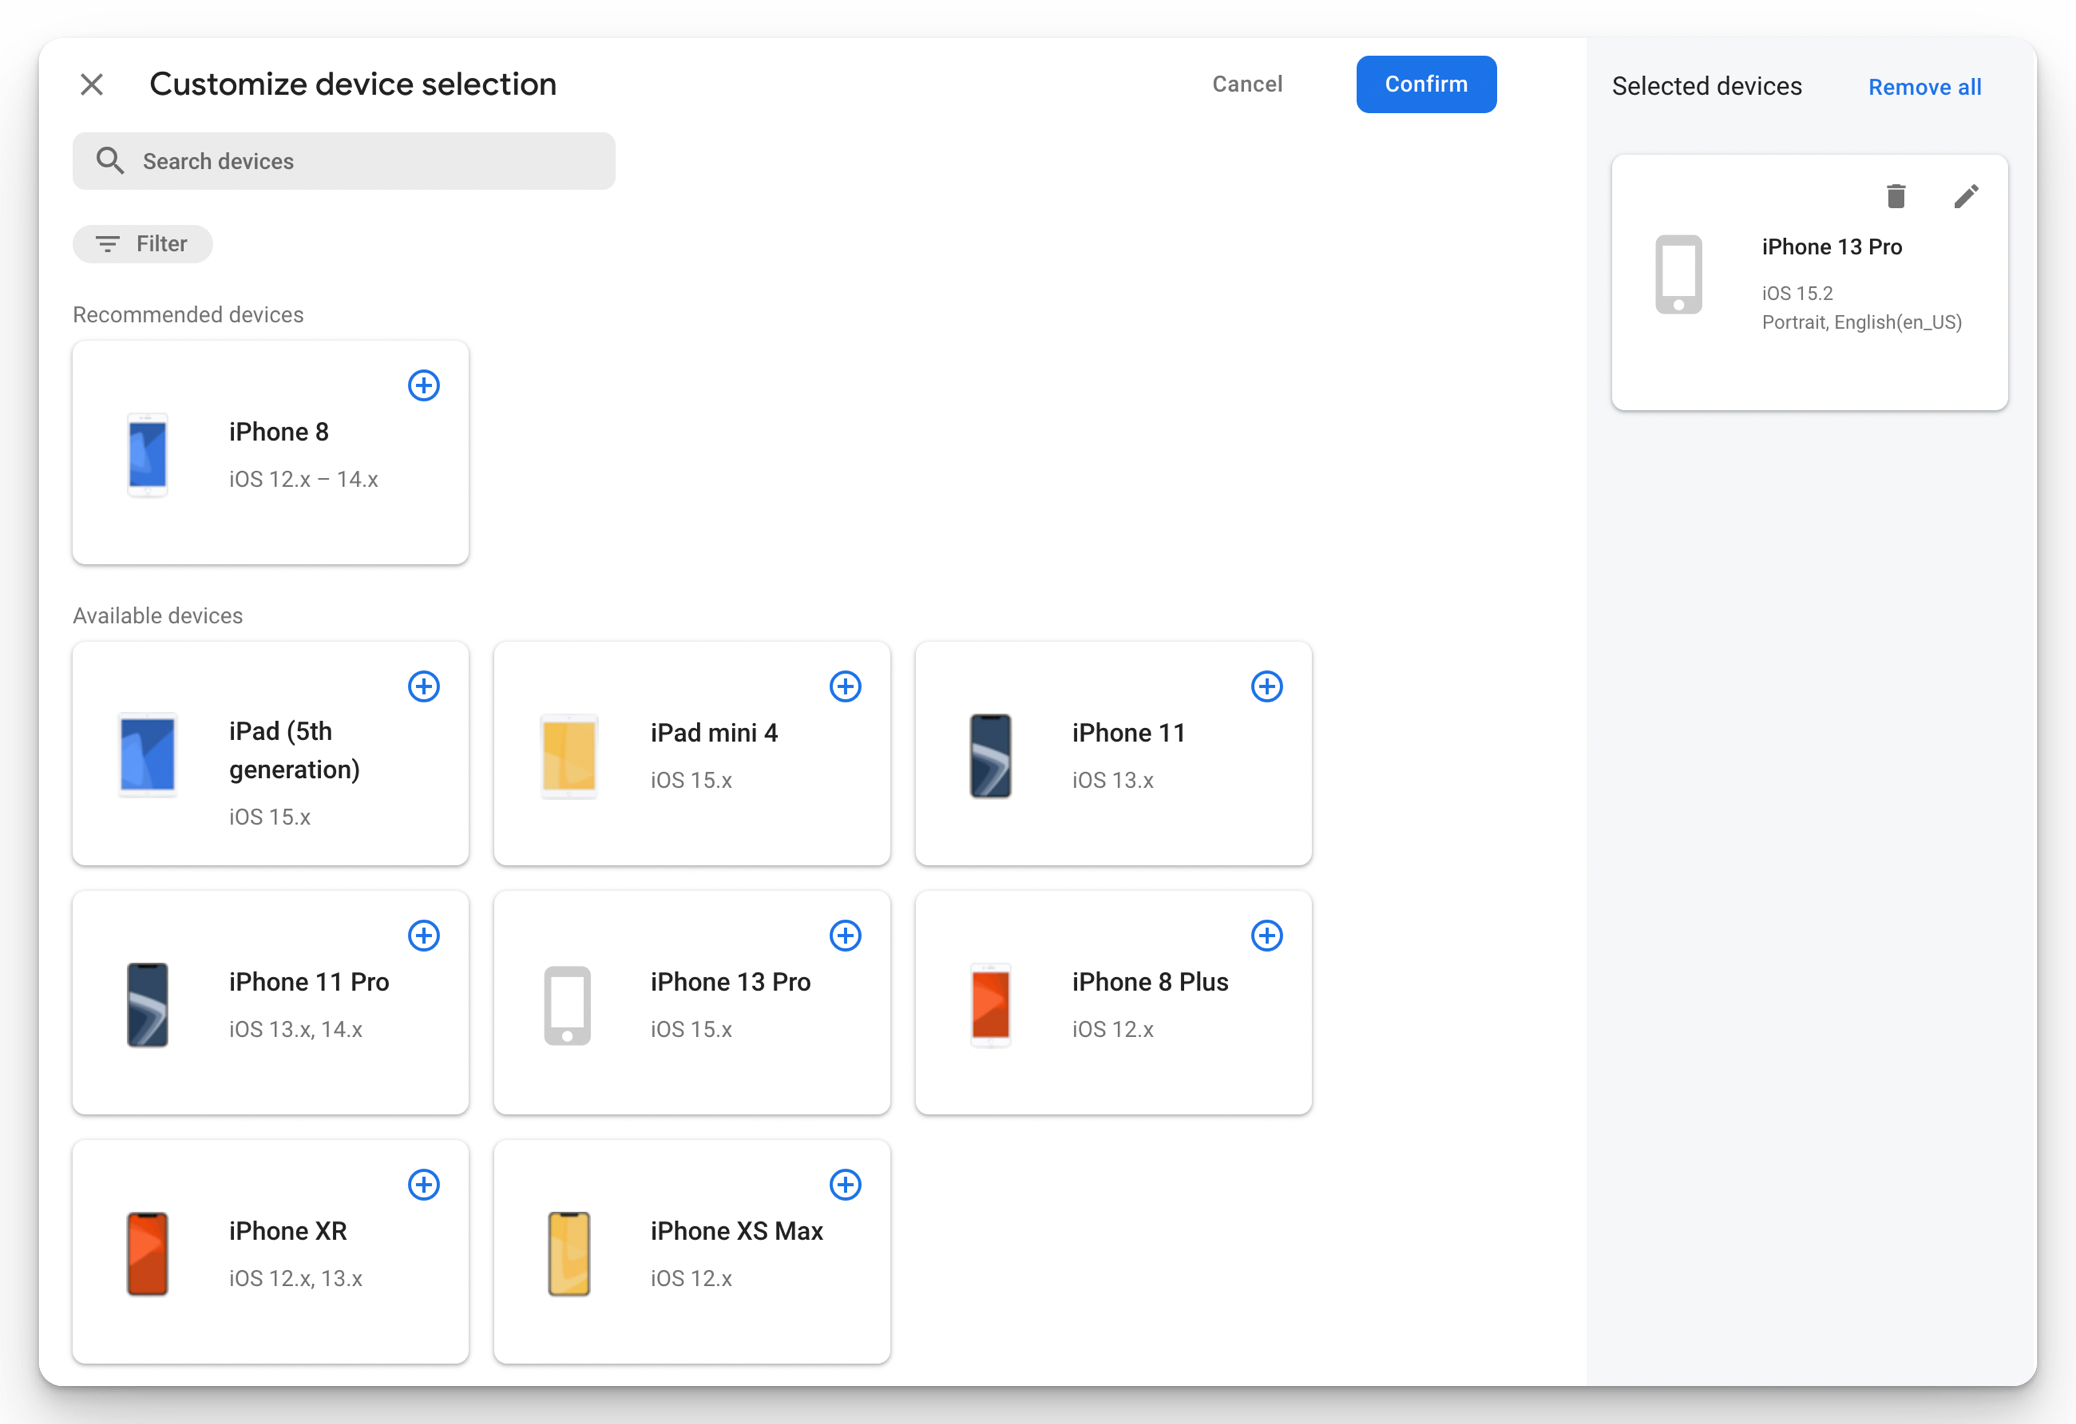 Customize device selection
Cancel
Confirm
Search devices
Filter
Recommended devices
iPhone 8
iOS 12.x – 14.x
Available devices
iPad (5th
generation)
iOS 15.x
iPad mini 4
iOS 15.x
iPhone 11
iOS 13.x
iPhone 11 Pro
iOS 13.x, 14.x
iPhone 13 Pro
iOS 15.x
iPhone 8 Plus
iOS 12.x
iPhone XR
iOS 12.x, 13.x
iPhone XS Max
iOS 12.x
Selected devices
Remove all
iPhone 13 Pro
iOS 15.2
Portrait, English(en_US)